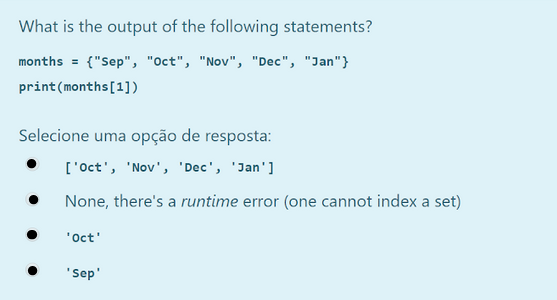 What is the output of the following statements?
months = {"Sep", "Oct", "Nov", "Dec", "Jan"}
print(months[1])
Selecione uma opção de resposta:
['Oct', 'Nov', 'Dec', 'Jan']
None, there's a runtime error (one cannot index a set)
'Oct'
'Sep'